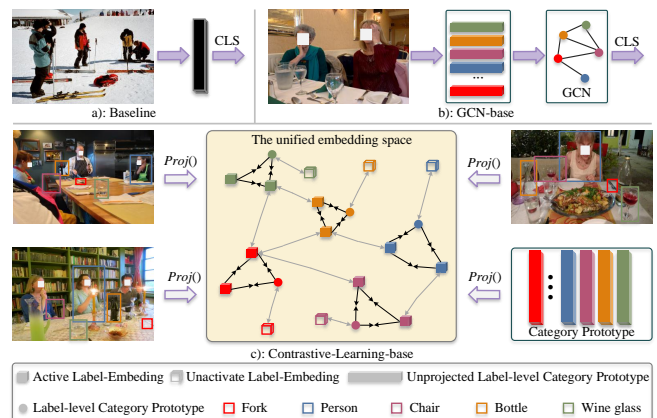 CLS
CLS
...
GCN
a): Baseline
b): GCN-base
The unified embedding space
Proj()
Proj()
Proj()
Proj()
Category Prototype
c): Contrastive-Learning-base
Active Label-Embeding
Unactivate Label-Embeding
Unprojected Label-level Category Prototype
Label-level Category Prototype
Fork
Person
Chair
Bottle
Wine glass